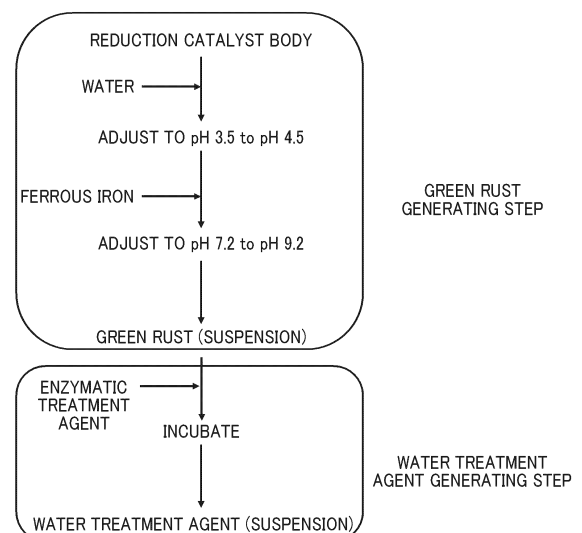 REDUCTION CATALYST BODY
WATER
ADJUST TO pH 3.5 to pH 4.5
FERROUS IRON
ADJUST TO pH 7.2 to pH 9.2
GREEN RUST (SUSPENSION)
GREEN RUST
GENERATING STEP
ENZYMATIC
TREATMENT
AGENT
INCUBATE
WATER TREATMENT AGENT (SUSPENSION)
WATER TREATMENT
AGENT GENERATING STEP